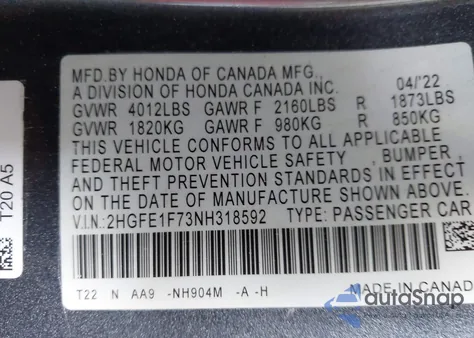 MFD.BY HONDA OF CANADA MFG., 04/'22
A DIVISION OF HONDA CANADA INC.
GVWR 4012LBS GAWR F 2160LBS R 1873LBS
GVWR 1820KG GAWR F 980KG R 850KG
THIS VEHICLE CONFORMS TO ALL APPLICABLE
FEDERAL MOTOR VEHICLE SAFETY , BUMPER ,
AND THEFT PREVENTION STANDARDS IN EFFECT
ON THE DATE OF MANUFACTURE SHOWN ABOVE.
V.I.N.: 2HGFE1F73NH318592 TYPE: PASSENGER CAR
T22 N AA9 -NH904M -A -H MADE IN CANAD
T20 A5
autoSnap